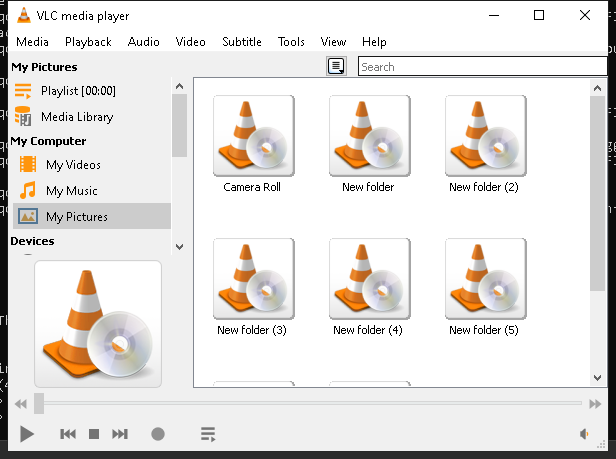 VLC media player
Media Playback Audio Video Subtitle Tools View Help
My Pictures
Search
Playlist [00:00]
Media Library
My Computer
My Videos
My Music
My Pictures
Devices
Camera Roll New folder New folder (2)
New folder (3) New folder (4) New folder (5)